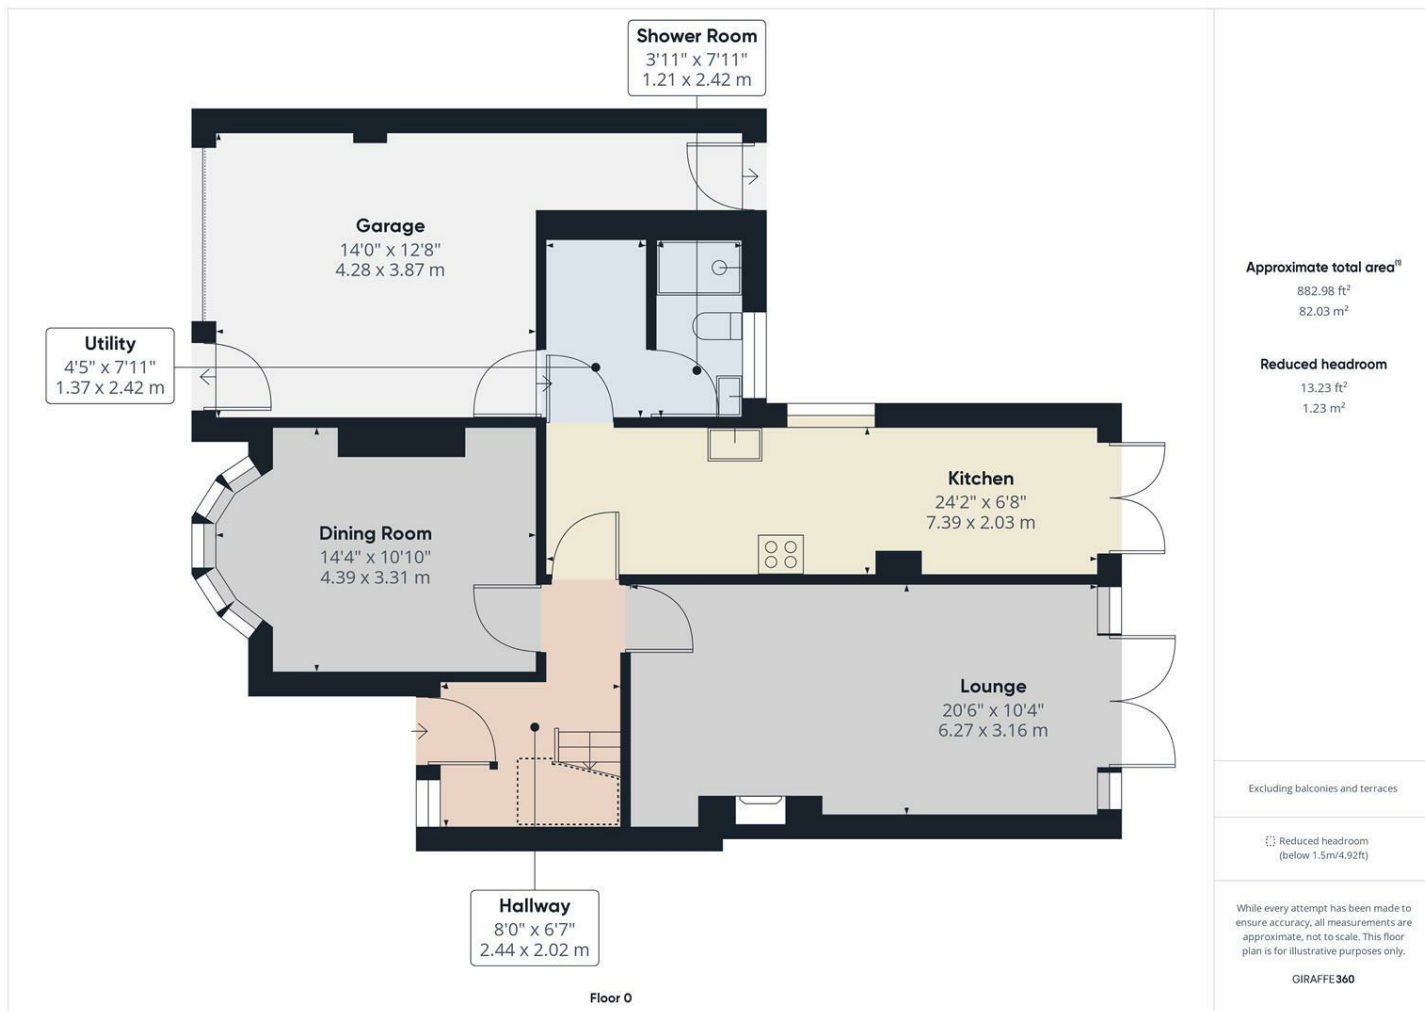 Shower Room
3'11" x 7'11"
1.21 x 2.42 m
Garage
14'0" x 12'8"
4.28 x 3.87 m
Utility
4'5" x 7'11"
1.37 x 2.42 m
Dining Room
14'4" x 10'10"
4.39 x 3.31 m
Kitchen
24'2" x 6'8"
7.39 x 2.03 m
Lounge
20'6" x 10'4"
6.27 x 3.16 m
Hallway
8'0" x 6'7"
2.44 x 2.02 m
Floor 0
Approximate total area⁽¹⁾
882.98 ft²
82.03 m²
Reduced headroom
13.23 ft²
1.23 m²
Excluding balconies and terraces
Reduced headroom
(below 1.5m/4.92ft)
While every attempt has been made to
ensure accuracy, all measurements are
approximate, not to scale. This floor
plan is for illustrative purposes only.
GIRAFFE360